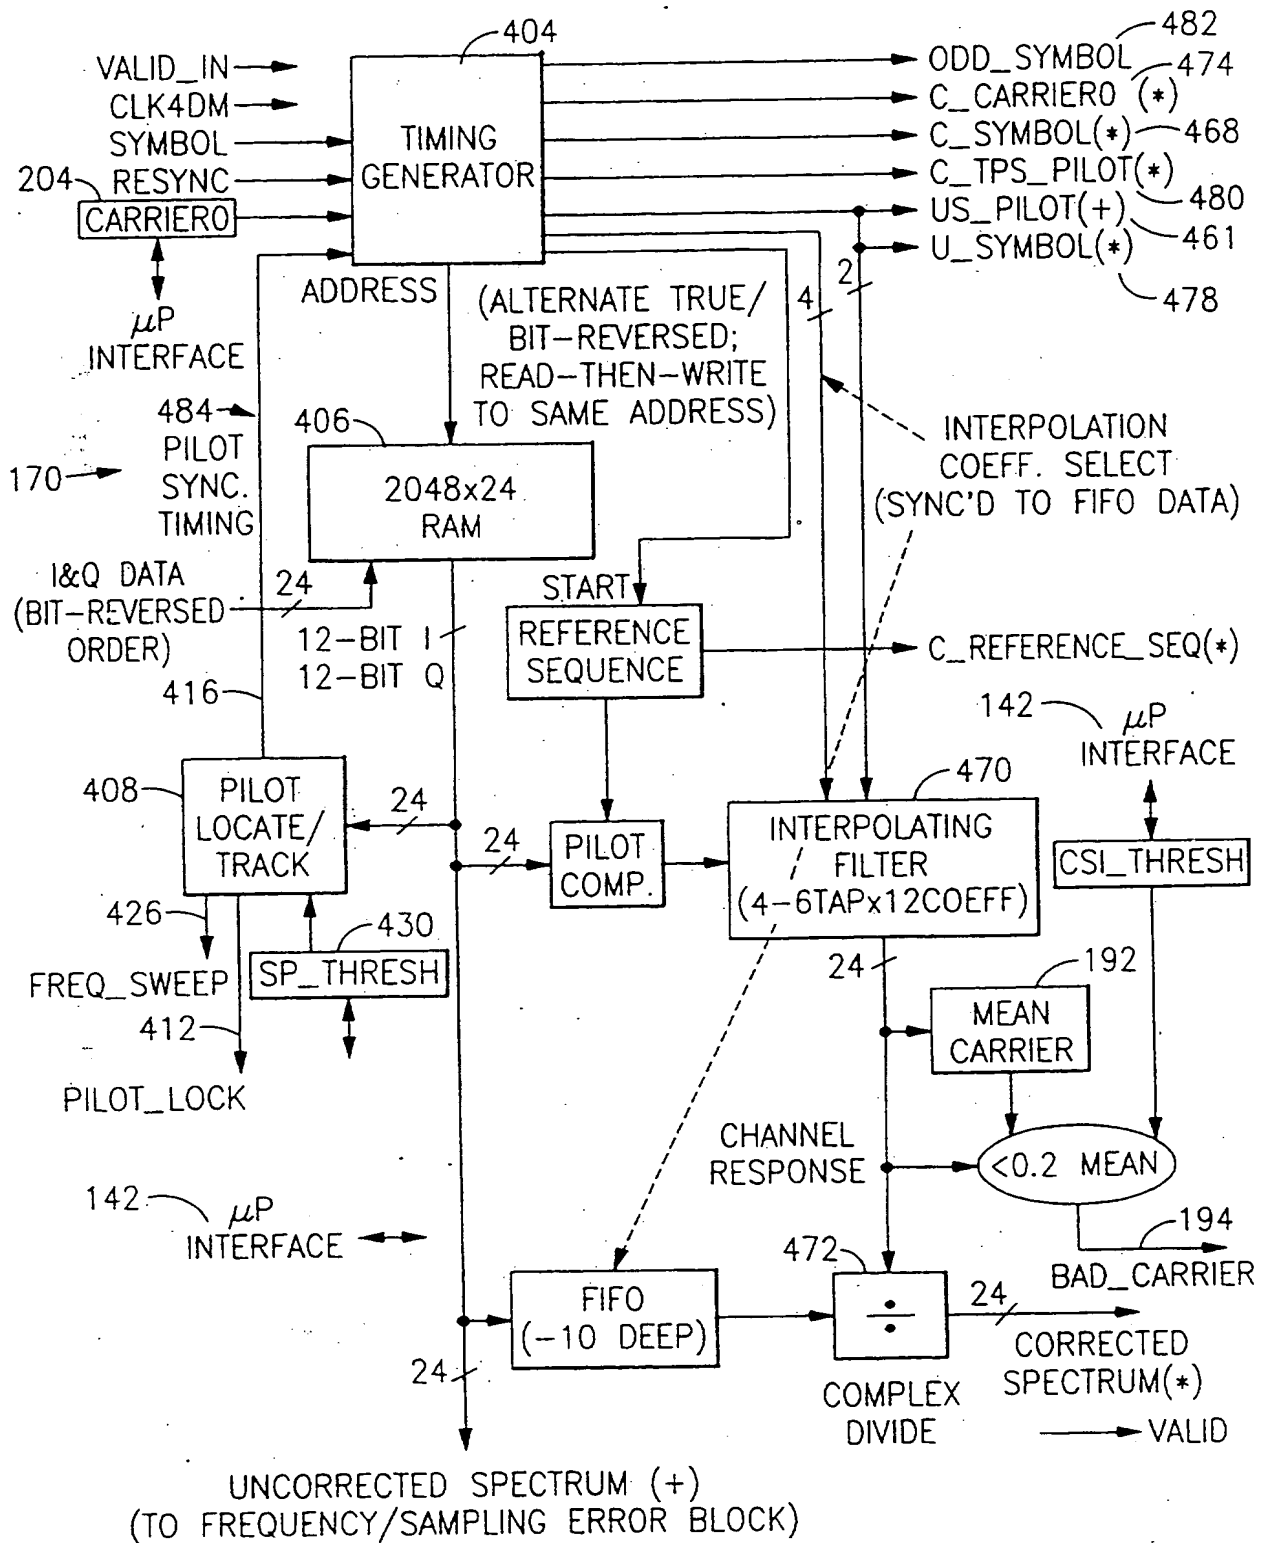 482
404
VALID_IN
ODD_SYMBOL
474
CLK4DM
C_CARRIER0 (*)
SYMBOL
TIMING
GENERATOR
C_SYMBOL(*)
468
RESYNC
C_TPS_PILOT(*)
204
480
CARRIER0
US_PILOT(+)
461
U_SYMBOL(*)
478
2
4
ADDRESS
(ALTERNATE TRUE/
BIT-REVERSED;
READ-THEN-WRITE
TO SAME ADDRESS)
µP
INTERFACE
484
PILOT
SYNC.
TIMING
170
406
2048x24
RAM
INTERPOLATION
COEFF. SELECT
(SYNC'D TO FIFO DATA)
I&Q DATA
(BIT-REVERSED
ORDER)
24
12-BIT I
12-BIT Q
START
REFERENCE
SEQUENCE
C_REFERENCE_SEQ(*)
416
142
µP
INTERFACE
408
PILOT
LOCATE/
TRACK
24
24
PILOT
COMP.
470
INTERPOLATING
FILTER
(4-6TAPx12COEFF)
CSI_THRESH
426
430
FREQ_SWEEP
SP_THRESH
24
192
MEAN
CARRIER
412
PILOT_LOCK
CHANNEL
RESPONSE
<0.2 MEAN
142
µP
INTERFACE
194
BAD_CARRIER
472
FIFO
(-10 DEEP)
÷
24
24
CORRECTED
SPECTRUM(*)
COMPLEX
DIVIDE
VALID
UNCORRECTED SPECTRUM (+)
(TO FREQUENCY/SAMPLING ERROR BLOCK)